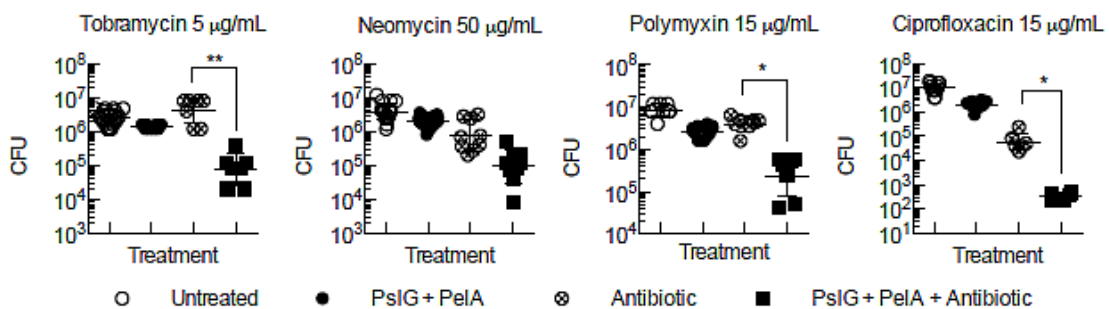 Tobramycin 5 µg/mL
Neomycin 50 µg/mL
Polymyxin 15 µg/mL
Ciprofloxacin 15 µg/mL
CFU
10⁸
10⁷
10⁶
10⁵
10⁴
10³
**
Treatment
CFU
10⁸
10⁷
10⁶
10⁵
10⁴
10³
Treatment
CFU
10⁸
10⁷
10⁶
10⁵
10⁴
*
Treatment
CFU
10⁸
10⁷
10⁶
10⁵
10⁴
10³
10²
10¹
*
Treatment
Untreated
PslG + PelA
Antibiotic
PslG + PelA + Antibiotic